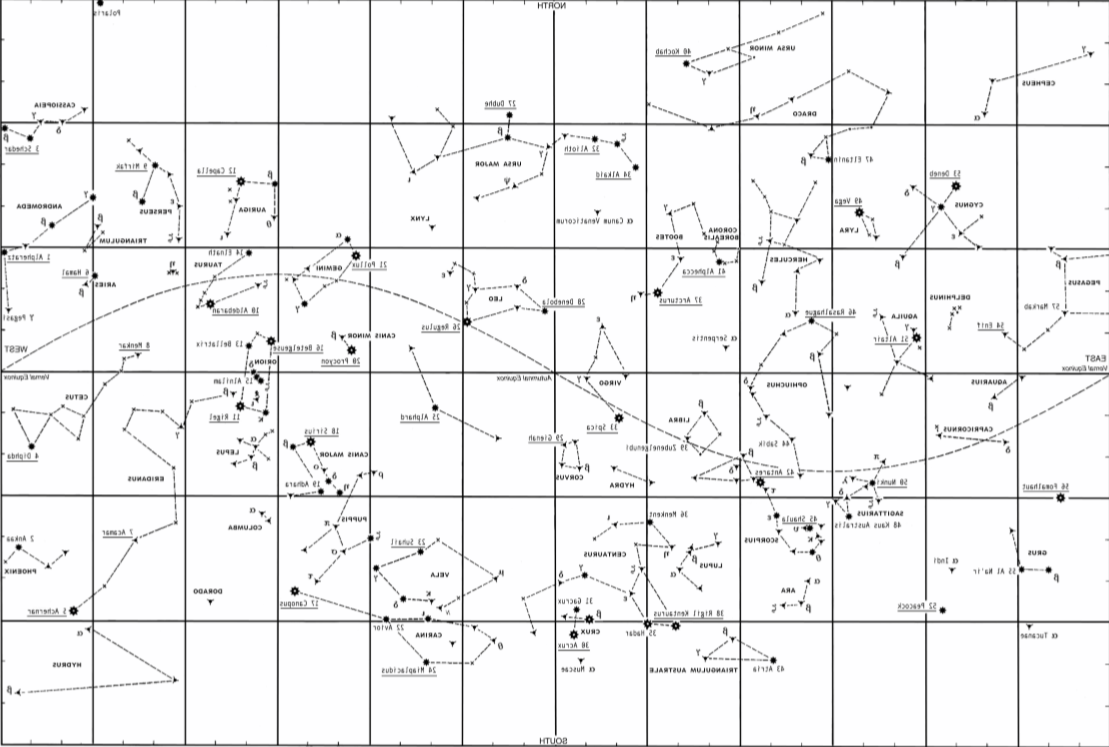 NORTH
Polaris
40 Kochab
URSA MINOR
γ
γ
CEPHEUS
α
CASSIOPEIA
γ
δ
β
3 Schedar
27 Dubhe
β
URSA MAJOR
γ
ψ
ι
32 Alioth
ζ
34 Alkaid
η
DRACO
β
47 Eltanin
9 Mirfak
β
ε
ζ
PERSEUS
12 Capella
β
θ
ι
AURIGA
53 Deneb
δ
γ
ε
CYGNUS
49 Vega
LYRA
ANDROMEDA
γ
β
β
TRIANGULUM
LYNX
α Canum Venaticorum
BOOTES
CORONA
BOREALIS
ζ
β
HERCULES
α
1 Alpheratz
6 Hamal
β
ARIES
η
TAURUS
14 Elnath
ζ
10 Aldebaran
α
GEMINI
21 Pollux
γ
ε
LEO
δ
28 Denebola
26 Regulus
η
37 Arcturus
41 Alphecca
46 Rasalhague
β
PEGASUS
57 Markab
DELPHINUS
54 Enif
γ Pegasi
WEST
Vernal Equinox
8 Menkar
13 Bellatrix
16 Betelgeuse
ORION
δ
15 Alnilam
κ
11 Rigel
β
CANIS MINOR
20 Procyon
Autumnal Equinox
VIRGO
γ
33 Spica
α Serpentis
β
δ
OPHIUCHUS
ζ
AQUILA
γ
51 Altair
ζ
EAST
Vernal Equinox
AQUARIUS
β
CAPRICORNUS
α
δ
CETUS
4 Diphda
ERIDANUS
γ
α
LEPUS
β
18 Sirius
β
CANIS MAJOR
ο
δ
19 Adhara
η
ρ
25 Alphard
29 Gienah
β
CORVUS
LIBRA
β
39 Zubenelgenubi
HYDRA
γ
β
δ
42 Antares
τ
44 Sabik
π
50 Nunki
λ
γ
ζ
SAGITTARIUS
48 Kaus Australis
56 Fomalhaut
7 Acamar
2 Ankaa
β
γ
PHOENIX
COLUMBA
α
β
PUPPIS
π
τ
ζ
23 Suhail
γ
VELA
μ
δ
κ
36 Menkent
ι
CENTAURUS
η
ζ
γ
δ
ε
LUPUS
γ
α
ζ
SCORPIUS
ε
45 Shaula
κ
θ
ARA
α
β
ζ
α Indi
GRUS
55 Al Na'ir
β
5 Achernar
DORADO
17 Canopus
22 Avior
ι
CARINA
θ
24 Miaplacidus
31 Gacrux
β
CRUX
30 Acrux
α Muscae
35 Hadar
38 Rigil Kentaurus
52 Peacock
α Tucanae
α
HYDRUS
β
β
γ
TRIANGULUM AUSTRALE
43 Atria
SOUTH